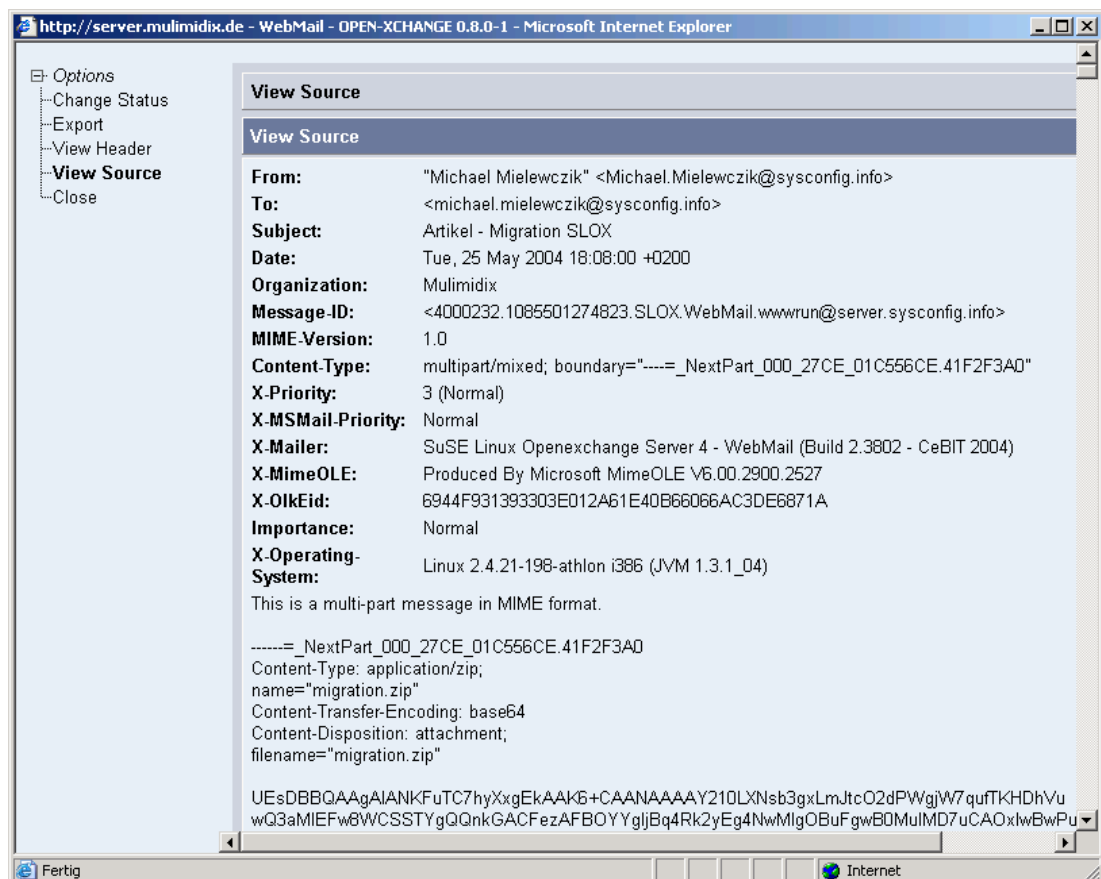 http://server.mulimidix.de - WebMail - OPEN-XCHANGE 0.8.0-1 - Microsoft Internet Explorer
Options
Change Status
Export
View Header
View Source
Close
View Source
View Source
From: "Michael Mielewczik" <Michael.Mielewczik@sysconfig.info>
To: <michael.mielewczik@sysconfig.info>
Subject: Artikel - Migration SLOX
Date: Tue, 25 May 2004 18:08:00 +0200
Organization: Mulimidix
Message-ID: <4000232.1085501274823.SLOX.WebMail.wwwrun@server.sysconfig.info>
MIME-Version: 1.0
Content-Type: multipart/mixed; boundary="----=_NextPart_000_27CE_01C556CE.41F2F3A0"
X-Priority: 3 (Normal)
X-MSMail-Priority: Normal
X-Mailer: SuSE Linux Openexchange Server 4 - WebMail (Build 2.3802 - CeBIT 2004)
X-MimeOLE: Produced By Microsoft MimeOLE V6.00.2900.2527
X-OlkEid: 6944F931393303E012A61E40B66066AC3DE6871A
Importance: Normal
X-Operating-
System: Linux 2.4.21-198-athlon i386 (JVM 1.3.1_04)
This is a multi-part message in MIME format.
------=_NextPart_000_27CE_01C556CE.41F2F3A0
Content-Type: application/zip;
name="migration.zip"
Content-Transfer-Encoding: base64
Content-Disposition: attachment;
filename="migration.zip"
UEsDBBQAAgAIANKFuTC7hyXxgEkAAK6+CAANAAAAY210LXNsb3gxLmJtcO2dPWgjW7qufTKHDhVu
wQ3aMIEFw8WCSSTYgQQnkGACFezAFBOYYgIjBq4Rk2yEg4NwMIgOBuFgwB0MulMD7uCAOxIwBwPu
Fertig
Internet